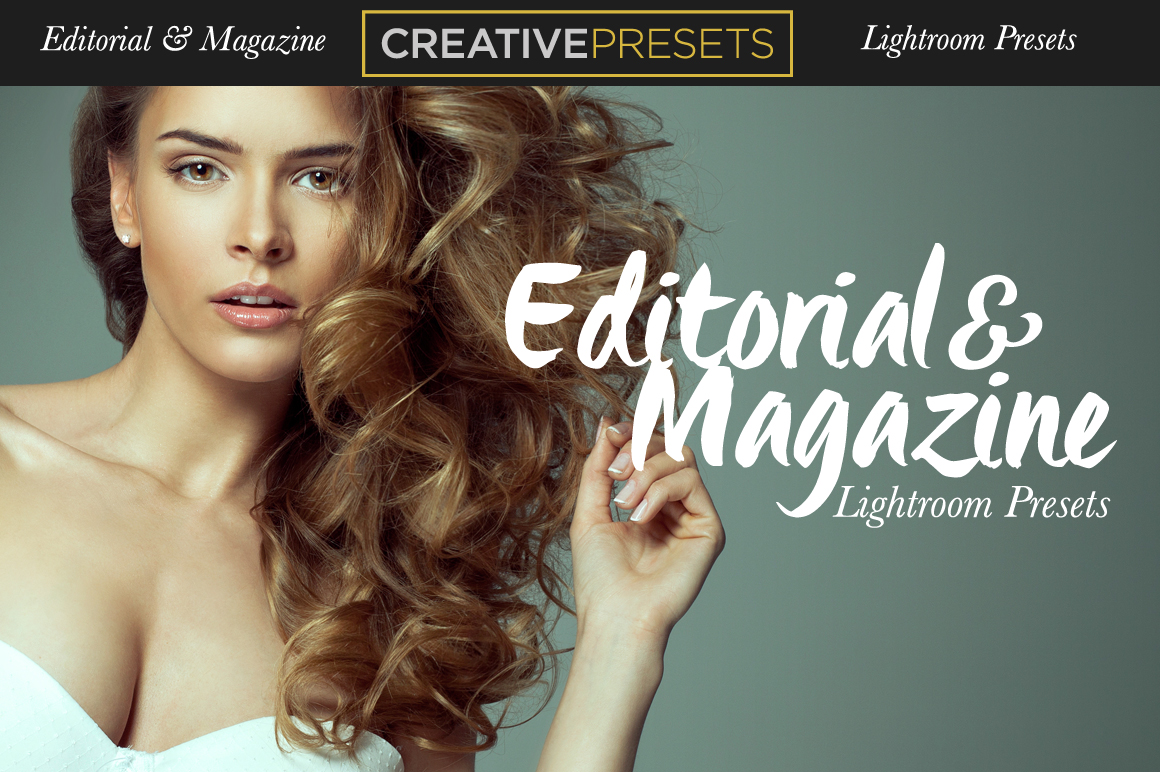 Editorial & Magazine
CREATIVEPRESETS
Lightroom Presets
Editorial &
Magazine
Lightroom Presets